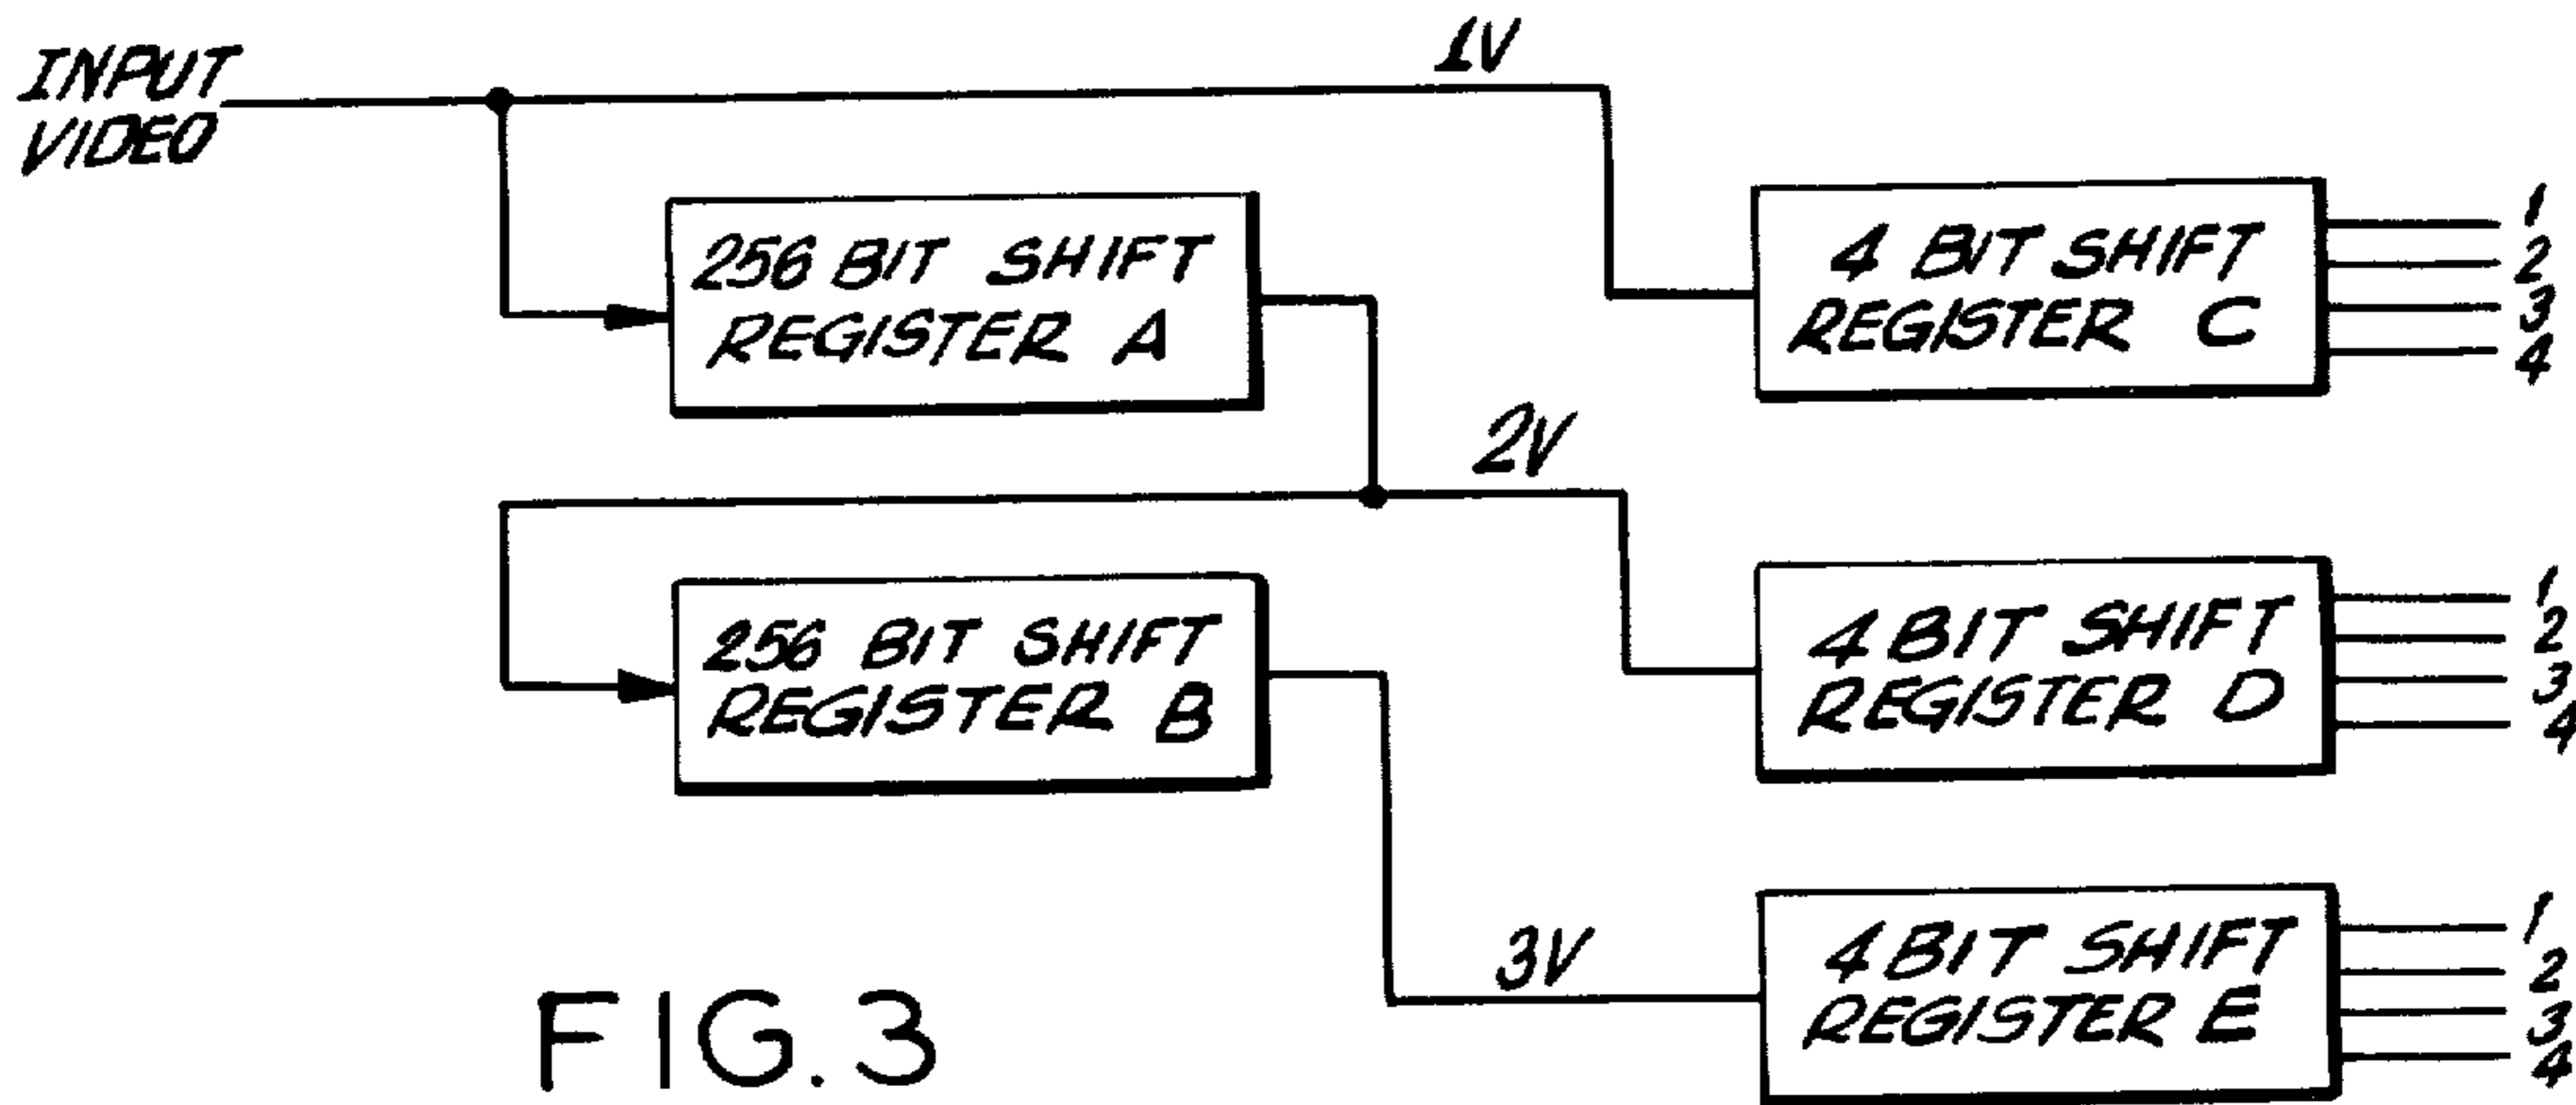 INPUT
VIDEO
1V
256 BIT SHIFT
REGISTER A
4 BIT SHIFT
REGISTER C
1
2
3
4
2V
256 BIT SHIFT
REGISTER B
4 BIT SHIFT
REGISTER D
1
2
3
4
3V
4 BIT SHIFT
REGISTER E
1
2
3
4
FIG.3